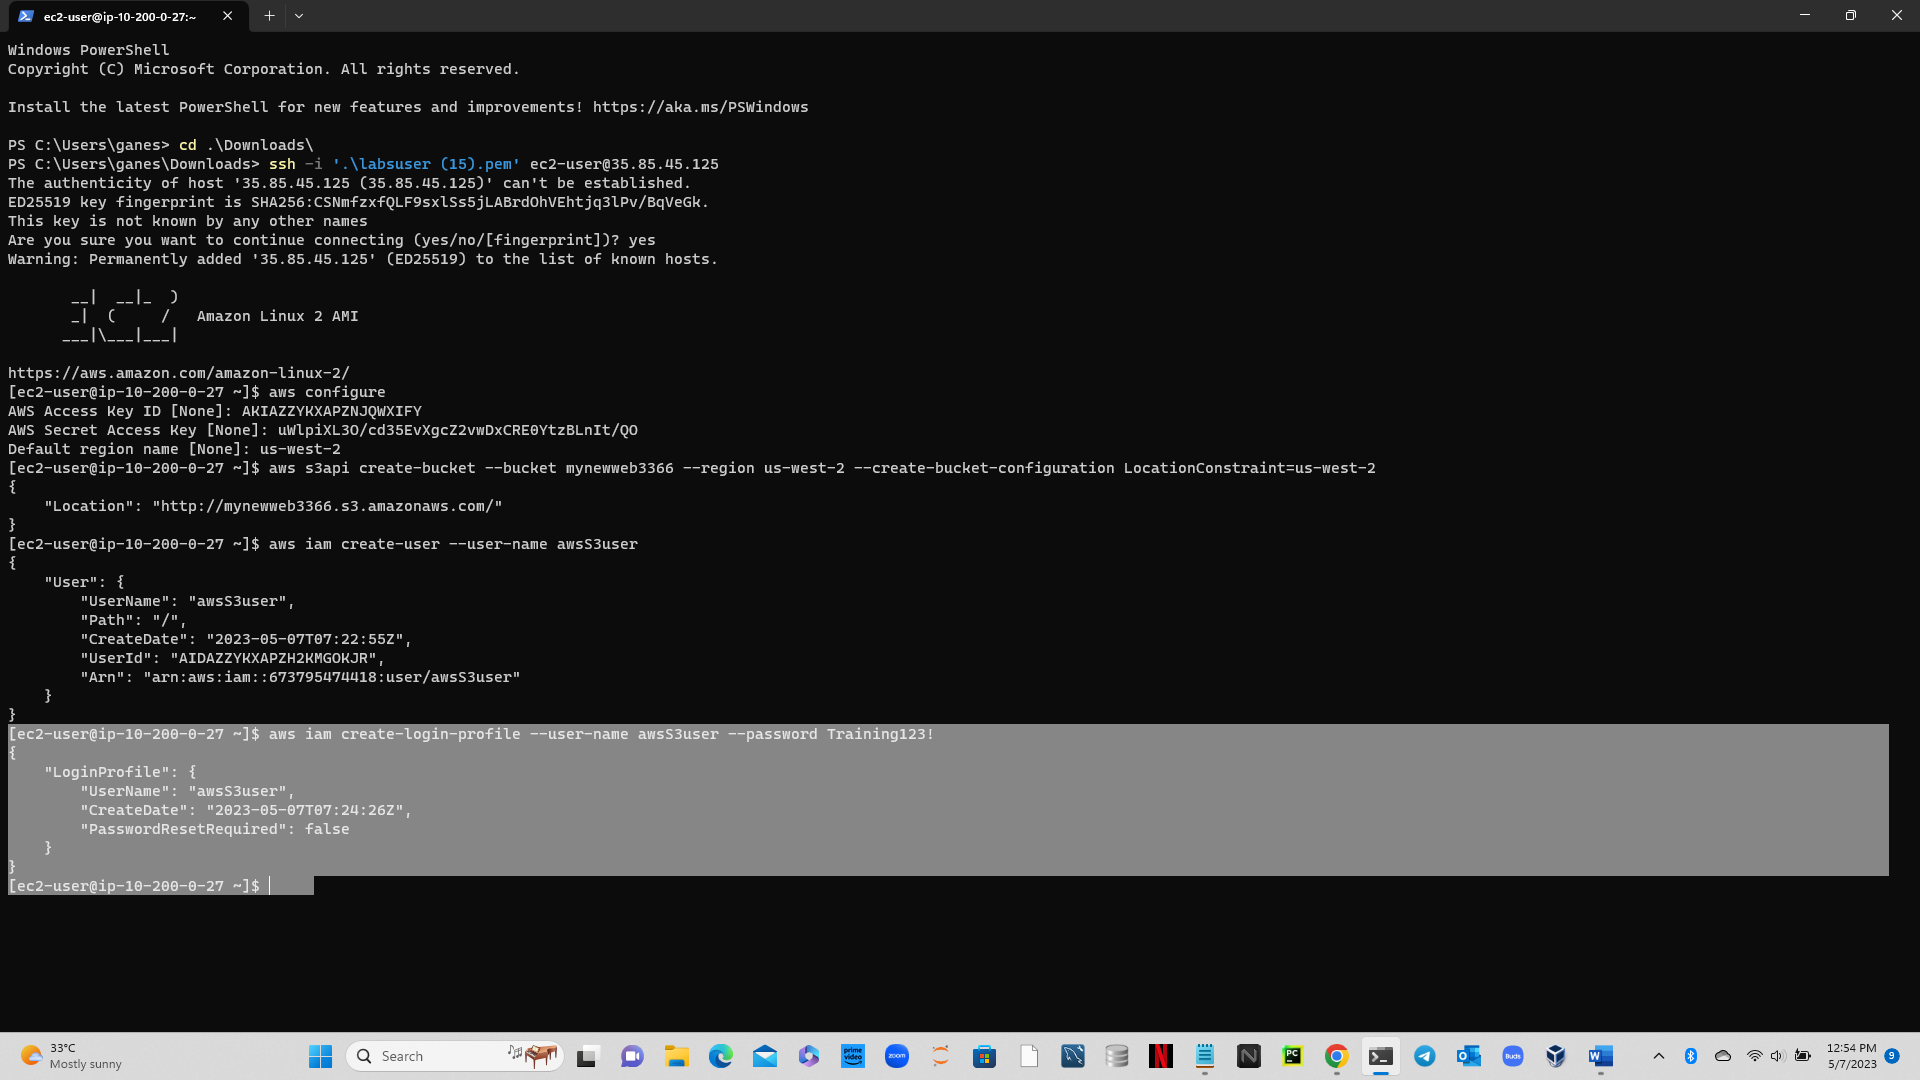 ec2-user@ip-10-200-0-27:~
Windows PowerShell
Copyright (C) Microsoft Corporation. All rights reserved.
Install the latest PowerShell for new features and improvements! https://aka.ms/PSWindows
PS C:\Users\ganes> cd .\Downloads\
PS C:\Users\ganes\Downloads> ssh -i '.\labsuser (15).pem' ec2-user@35.85.45.125
The authenticity of host '35.85.45.125 (35.85.45.125)' can't be established.
ED25519 key fingerprint is SHA256:CSNmfzxfQLF9sxlSs5jLABrdOhVEhtjq3lPv/BqVeGk.
This key is not known by any other names
Are you sure you want to continue connecting (yes/no/[fingerprint])? yes
Warning: Permanently added '35.85.45.125' (ED25519) to the list of known hosts.
__|  __|_  )
_|  (     /   Amazon Linux 2 AMI
___|\___|___|
https://aws.amazon.com/amazon-linux-2/
[ec2-user@ip-10-200-0-27 ~]$ aws configure
AWS Access Key ID [None]: AKIAZZYKXAPZNJQWXIFY
AWS Secret Access Key [None]: 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
Default region name [None]: us-west-2
[ec2-user@ip-10-200-0-27 ~]$ aws s3api create-bucket --bucket mynewweb3366 --region us-west-2 --create-bucket-configuration LocationConstraint=us-west-2
{
    "Location": "http://mynewweb3366.s3.amazonaws.com/"
}
[ec2-user@ip-10-200-0-27 ~]$ aws iam create-user --user-name awsS3user
{
    "User": {
        "UserName": "awsS3user",
        "Path": "/",
        "CreateDate": "2023-05-07T07:22:55Z",
        "UserId": "AIDAZZYKXAPZH2KMGOKJR",
        "Arn": "arn:aws:iam::673795474418:user/awsS3user"
    }
}
[ec2-user@ip-10-200-0-27 ~]$ aws iam create-login-profile --user-name awsS3user --password Training123!
{
    "LoginProfile": {
        "UserName": "awsS3user",
        "CreateDate": "2023-05-07T07:24:26Z",
        "PasswordResetRequired": false
    }
}
[ec2-user@ip-10-200-0-27 ~]$
33°C
Mostly sunny
Search
prime video
zoom
PC
Buds
12:54 PM
5/7/2023
9